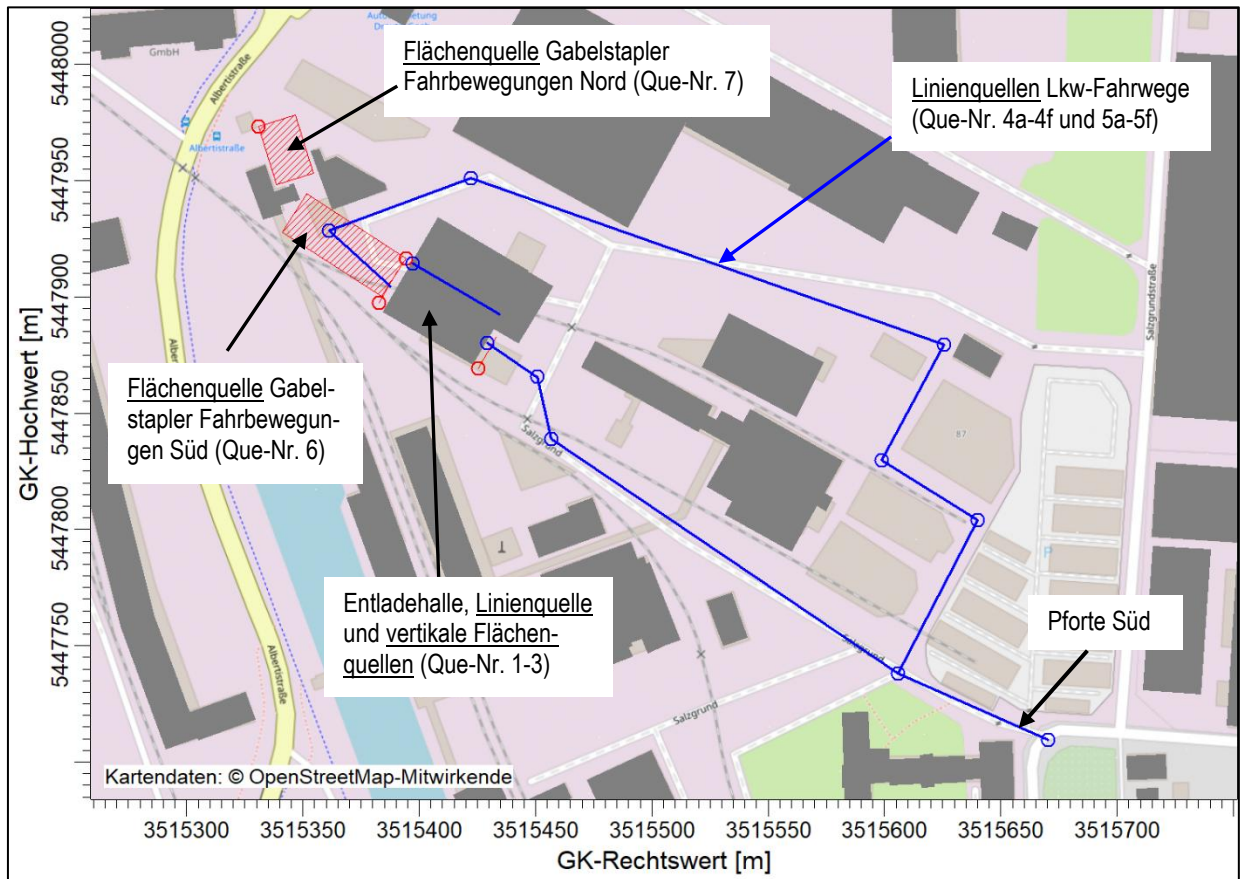 GmbH
Albertistraße
Albertistraße
Flächenquelle Gabelstapler
Fahrbewegungen Nord (Que-Nr. 7)
Linienquellen Lkw-Fahrwege
(Que-Nr. 4a-4f und 5a-5f)
Salzgrundstraße
Flächenquelle Gabel-
stapler Fahrbewegun-
gen Süd (Que-Nr. 6)
87
Salzgrund
P
Entladehalle, Linienquelle
und vertikale Flächen-
quellen (Que-Nr. 1-3)
Pforte Süd
Salzgrund
Salzgrund
Albertistraße
Kartendaten: © OpenStreetMap-Mitwirkende
GK-Hochwert [m]
5448000
5447950
5447900
5447850
5447800
5447750
3515300 3515350 3515400 3515450 3515500 3515550 3515600 3515650 3515700
GK-Rechtswert [m]